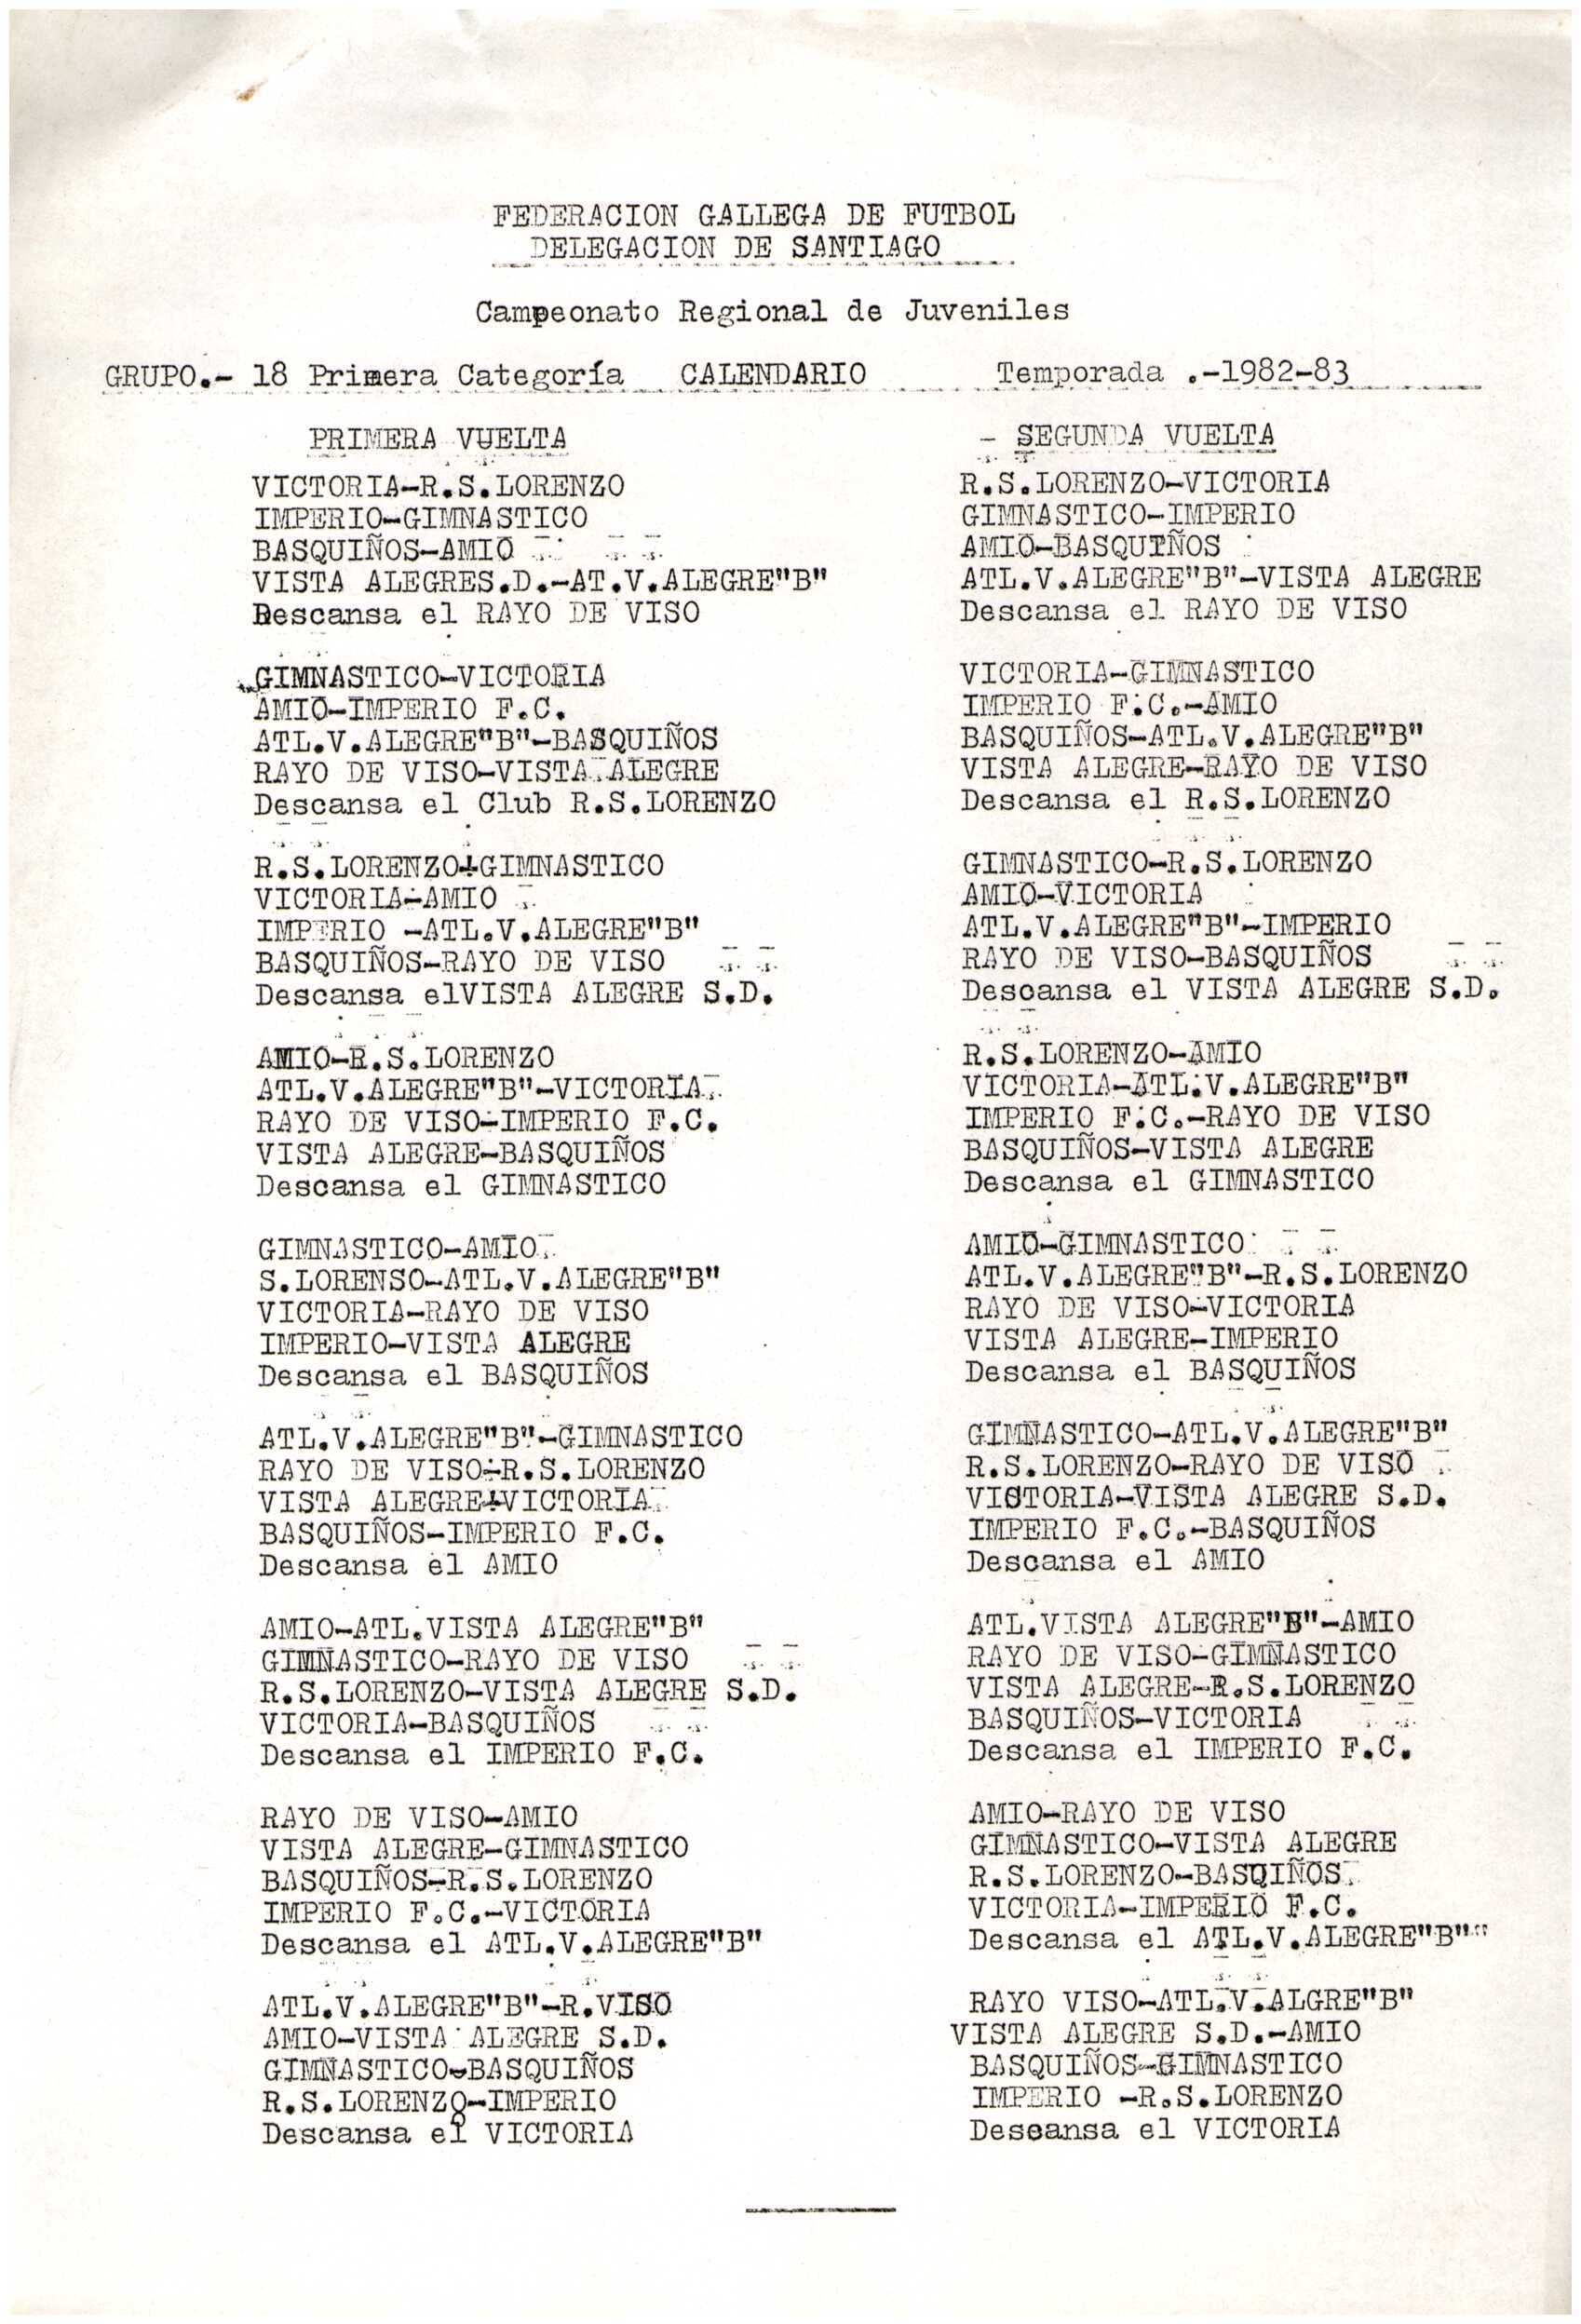 FEDERACION GALLEGA DE FUTBOL
DELEGACION DE SANTIAGO
Campeonato Regional de Juveniles
GRUPO.- 18 Primera Categoría CALENDARIO Temporada .-1982-83
PRIMERA VUELTA
VICTORIA-R.S.LORENZO
IMPERIO-GIMNASTICO
BASQUIÑOS-AMIO
VISTA ALEGRES.D.-AT.V.ALEGRE"B"
Descansa el RAYO DE VISO
GIMNASTICO-VICTORIA
AMIO-IMPERIO F.C.
ATL.V.ALEGRE"B"-BASQUIÑOS
RAYO DE VISO-VISTA ALEGRE
Descansa el Club R.S.LORENZO
R.S.LORENZO-GIMNASTICO
VICTORIA-AMIO
IMPERIO -ATL.V.ALEGRE"B"
BASQUIÑOS-RAYO DE VISO
Descansa elVISTA ALEGRE S.D.
AMIO-R.S.LORENZO
ATL.V.ALEGRE"B"-VICTORIA
RAYO DE VISO-IMPERIO F.C.
VISTA ALEGRE-BASQUIÑOS
Descansa el GIMNASTICO
GIMNASTICO-AMIO
S.LORENSO-ATL.V.ALEGRE"B"
VICTORIA-RAYO DE VISO
IMPERIO-VISTA ALEGRE
Descansa el BASQUIÑOS
ATL.V.ALEGRE"B"-GIMNASTICO
RAYO DE VISO-R.S.LORENZO
VISTA ALEGRE-VICTORIA
BASQUIÑOS-IMPERIO F.C.
Descansa el AMIO
AMIO-ATL.VISTA ALEGRE"B"
GIMNASTICO-RAYO DE VISO
R.S.LORENZO-VISTA ALEGRE S.D.
VICTORIA-BASQUIÑOS
Descansa el IMPERIO F.C.
RAYO DE VISO-AMIO
VISTA ALEGRE-GIMNASTICO
BASQUIÑOS-R.S.LORENZO
IMPERIO F.C.-VICTORIA
Descansa el ATL.V.ALEGRE"B"
ATL.V.ALEGRE"B"-R.VISO
AMIO-VISTA ALEGRE S.D.
GIMNASTICO-BASQUIÑOS
R.S.LORENZO-IMPERIO
Descansa el VICTORIA
- SEGUNDA VUELTA
R.S.LORENZO-VICTORIA
GIMNASTICO-IMPERIO
AMIO-BASQUIÑOS
ATL.V.ALEGRE"B"-VISTA ALEGRE
Descansa el RAYO DE VISO
VICTORIA-GIMNASTICO
IMPERIO F.C.-AMIO
BASQUIÑOS-ATL.V.ALEGRE"B"
VISTA ALEGRE-RAYO DE VISO
Descansa el R.S.LORENZO
GIMNASTICO-R.S.LORENZO
AMIO-VICTORIA
ATL.V.ALEGRE"B"-IMPERIO
RAYO DE VISO-BASQUIÑOS
Descansa el VISTA ALEGRE S.D.
R.S.LORENZO-AMIO
VICTORIA-ATL.V.ALEGRE"B"
IMPERIO F.C.-RAYO DE VISO
BASQUIÑOS-VISTA ALEGRE
Descansa el GIMNASTICO
AMIO-GIMNASTICO
ATL.V.ALEGRE"B"-R.S.LORENZO
RAYO DE VISO-VICTORIA
VISTA ALEGRE-IMPERIO
Descansa el BASQUIÑOS
GIMNASTICO-ATL.V.ALEGRE"B"
R.S.LORENZO-RAYO DE VISO
VICTORIA-VISTA ALEGRE S.D.
IMPERIO F.C.-BASQUIÑOS
Descansa el AMIO
ATL.VISTA ALEGRE"B"-AMIO
RAYO DE VISO-GIMNASTICO
VISTA ALEGRE-R.S.LORENZO
BASQUIÑOS-VICTORIA
Descansa el IMPERIO F.C.
AMIO-RAYO DE VISO
GIMNASTICO-VISTA ALEGRE
R.S.LORENZO-BASQIÑOS
VICTORIA-IMPERIO F.C.
Descansa el ATL.V.ALEGRE"B""
RAYO VISO-ATL.V.ALGRE"B"
VISTA ALEGRE S.D.-AMIO
BASQUIÑOS-GIMNASTICO
IMPERIO -R.S.LORENZO
Descansa el VICTORIA